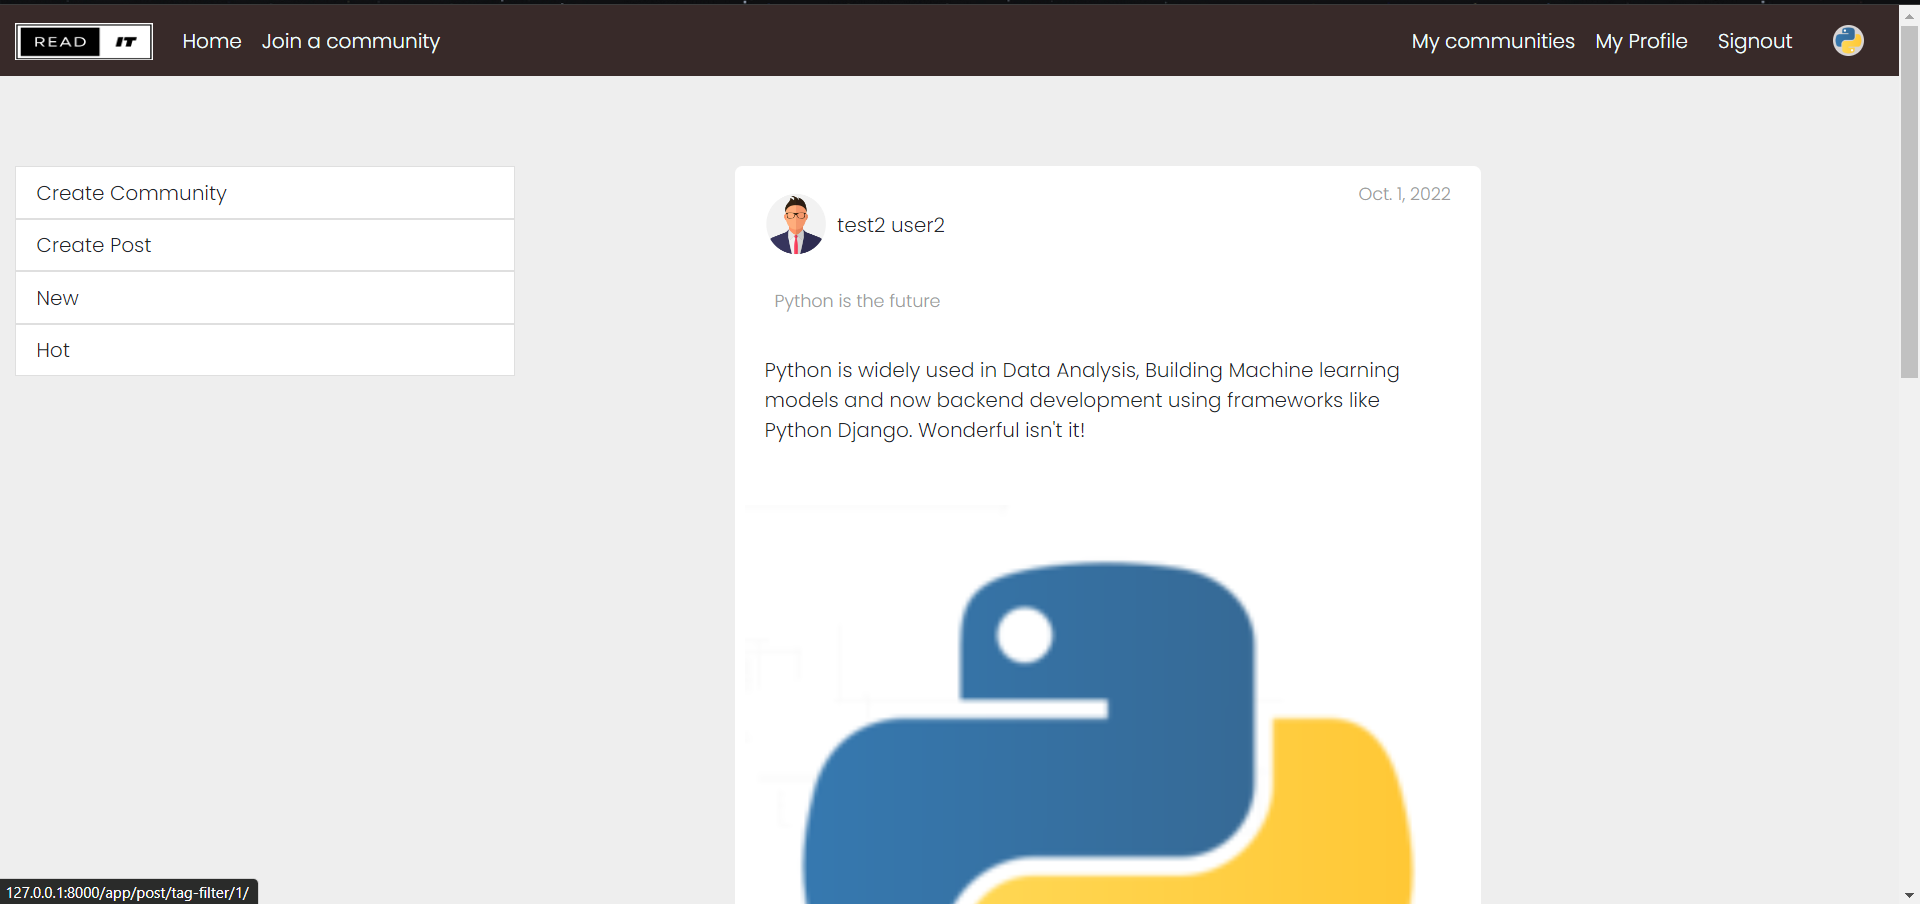 READ IT Home Join a community My communities My Profile Signout
Create Community
Create Post
New
Hot
Oct. 1, 2022
test2 user2
Python is the future
Python is widely used in Data Analysis, Building Machine learning
models and now backend development using frameworks like
Python Django. Wonderful isn't it!
127.0.0.1:8000/app/post/tag-filter/1/